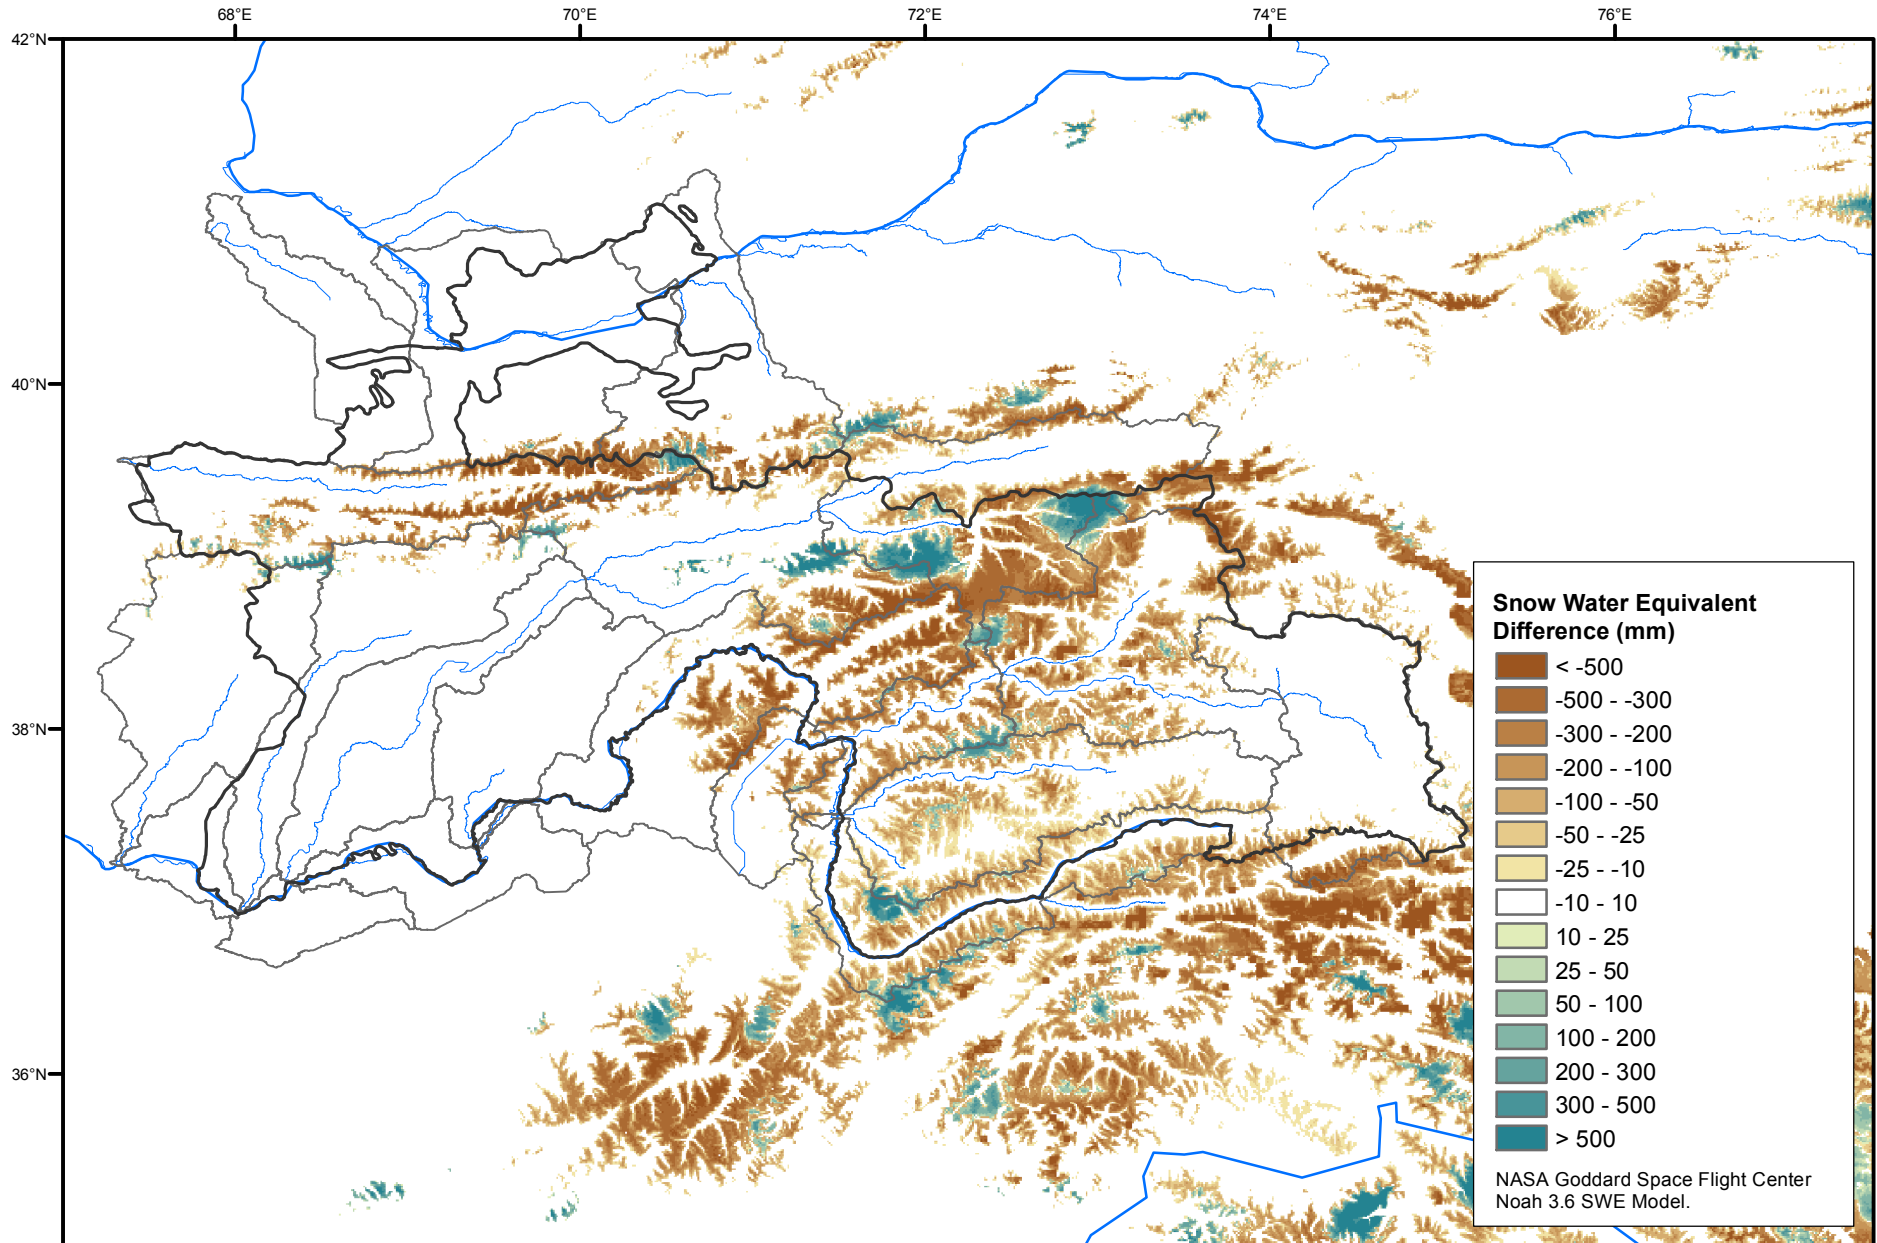 68°E
70°E
72°E
74°E
76°E
42°N
40°N
38°N
36°N
Snow Water Equivalent
Difference (mm)
< -500
-500 - -300
-300 - -200
-200 - -100
-100 - -50
-50 - -25
-25 - -10
-10 - 10
10 - 25
25 - 50
50 - 100
100 - 200
200 - 300
300 - 500
> 500
NASA Goddard Space Flight Center
Noah 3.6 SWE Model.